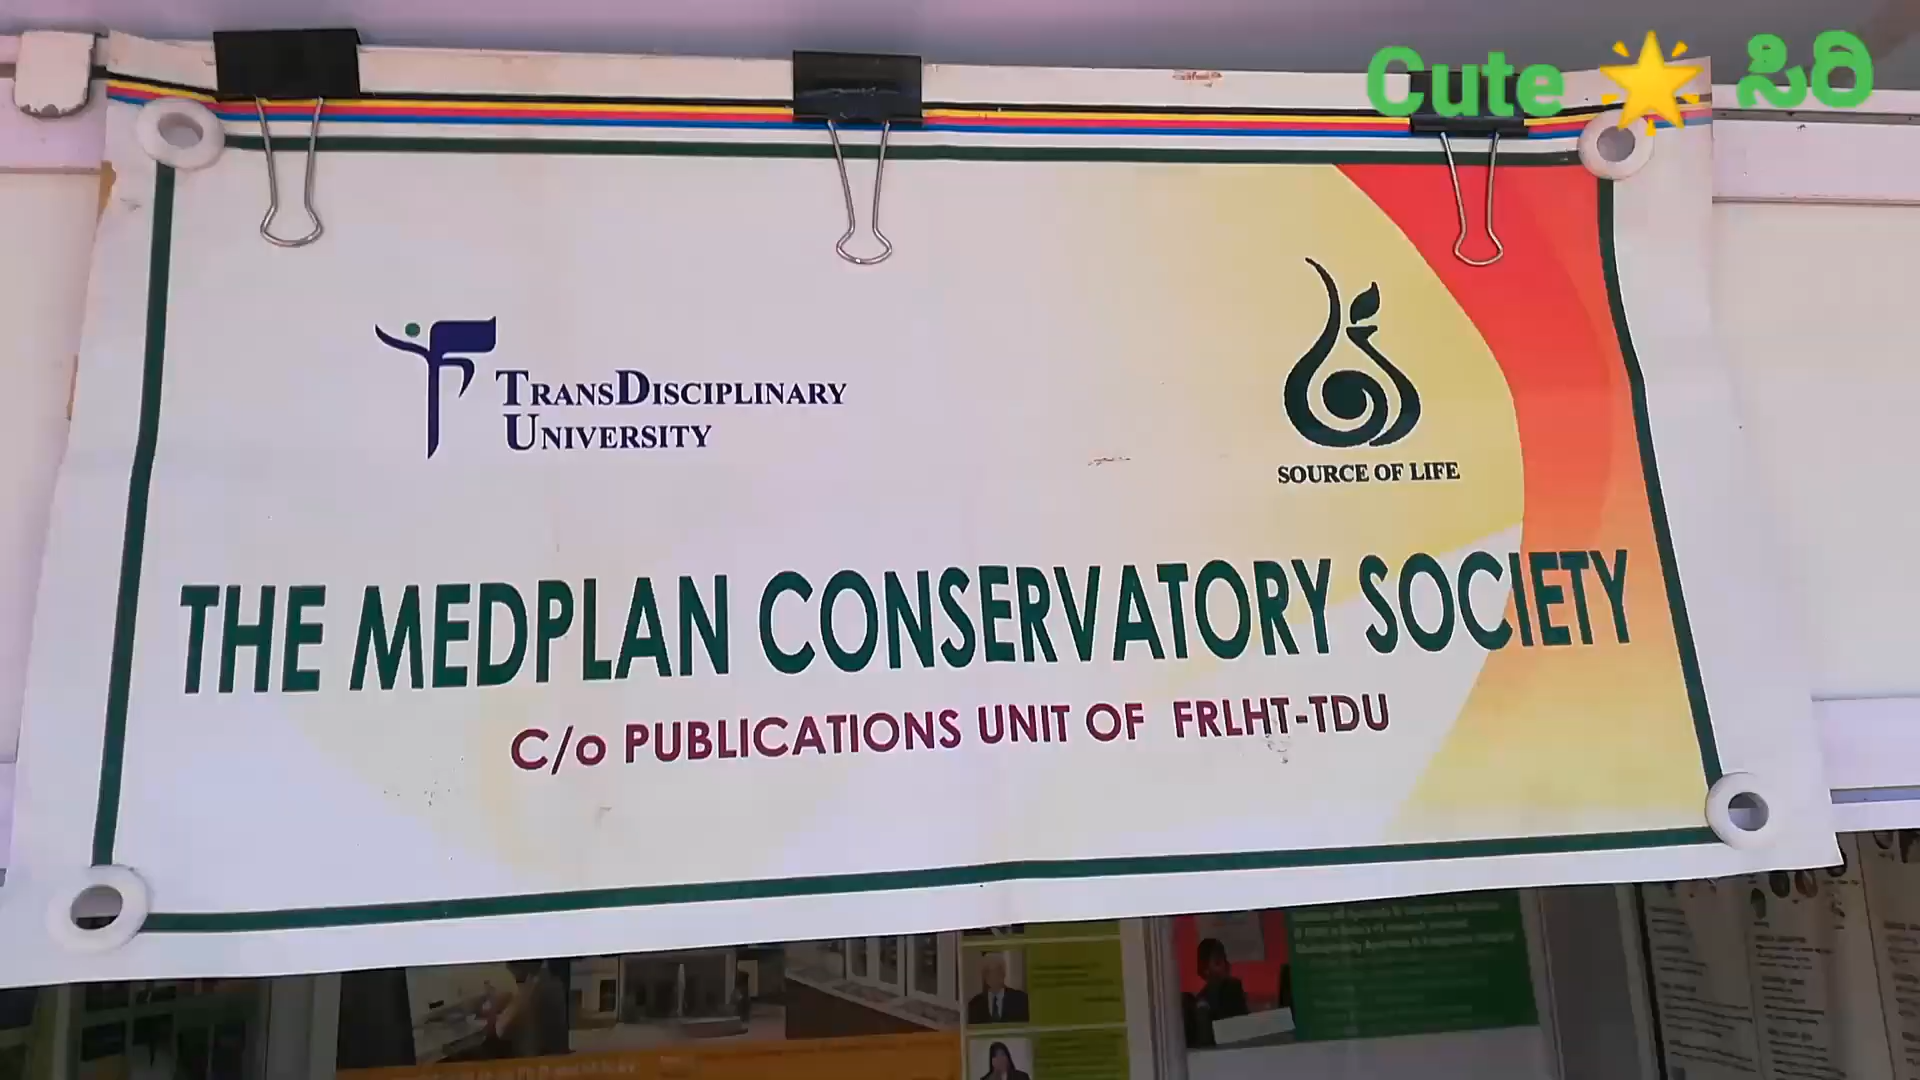 Cute 🌟 ಸಿರಿ
TRANSDISCIPLINARY
UNIVERSITY
SOURCE OF LIFE
THE MEDPLAN CONSERVATORY SOCIETY
C/o PUBLICATIONS UNIT OF FRLHT-TDU